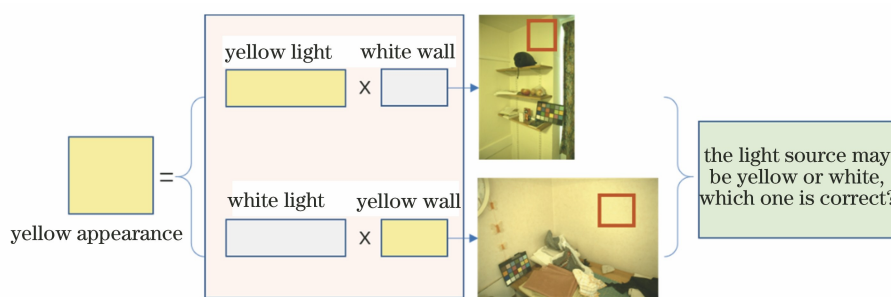 yellow light
white wall
x
yellow appearance
=
white light
yellow wall
x
the light source may
be yellow or white,
which one is correct?